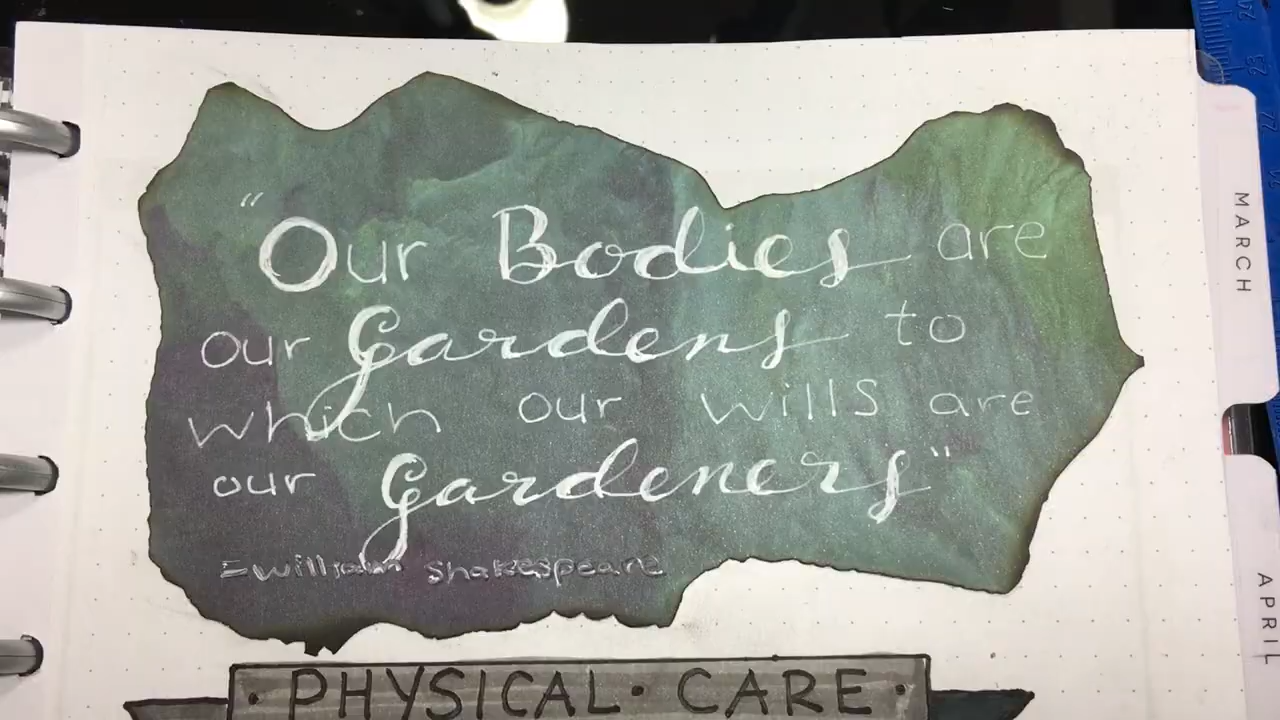 "Our Bodies are
our Gardens to
which our wills are
our Gardeners"
-William Shakespeare
· PHYSICAL · CARE ·
MARCH
APRIL